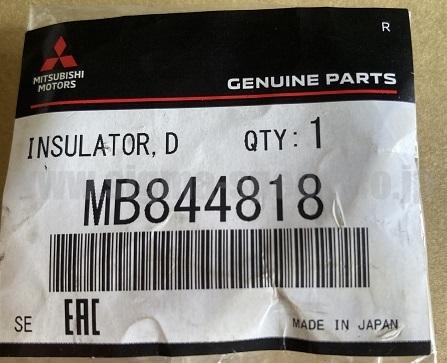 R
MITSUBISHI
MOTORS
GENUINE PARTS
INSULATOR, D QTY: 1
MB844818
SE EAC MADE IN JAPAN